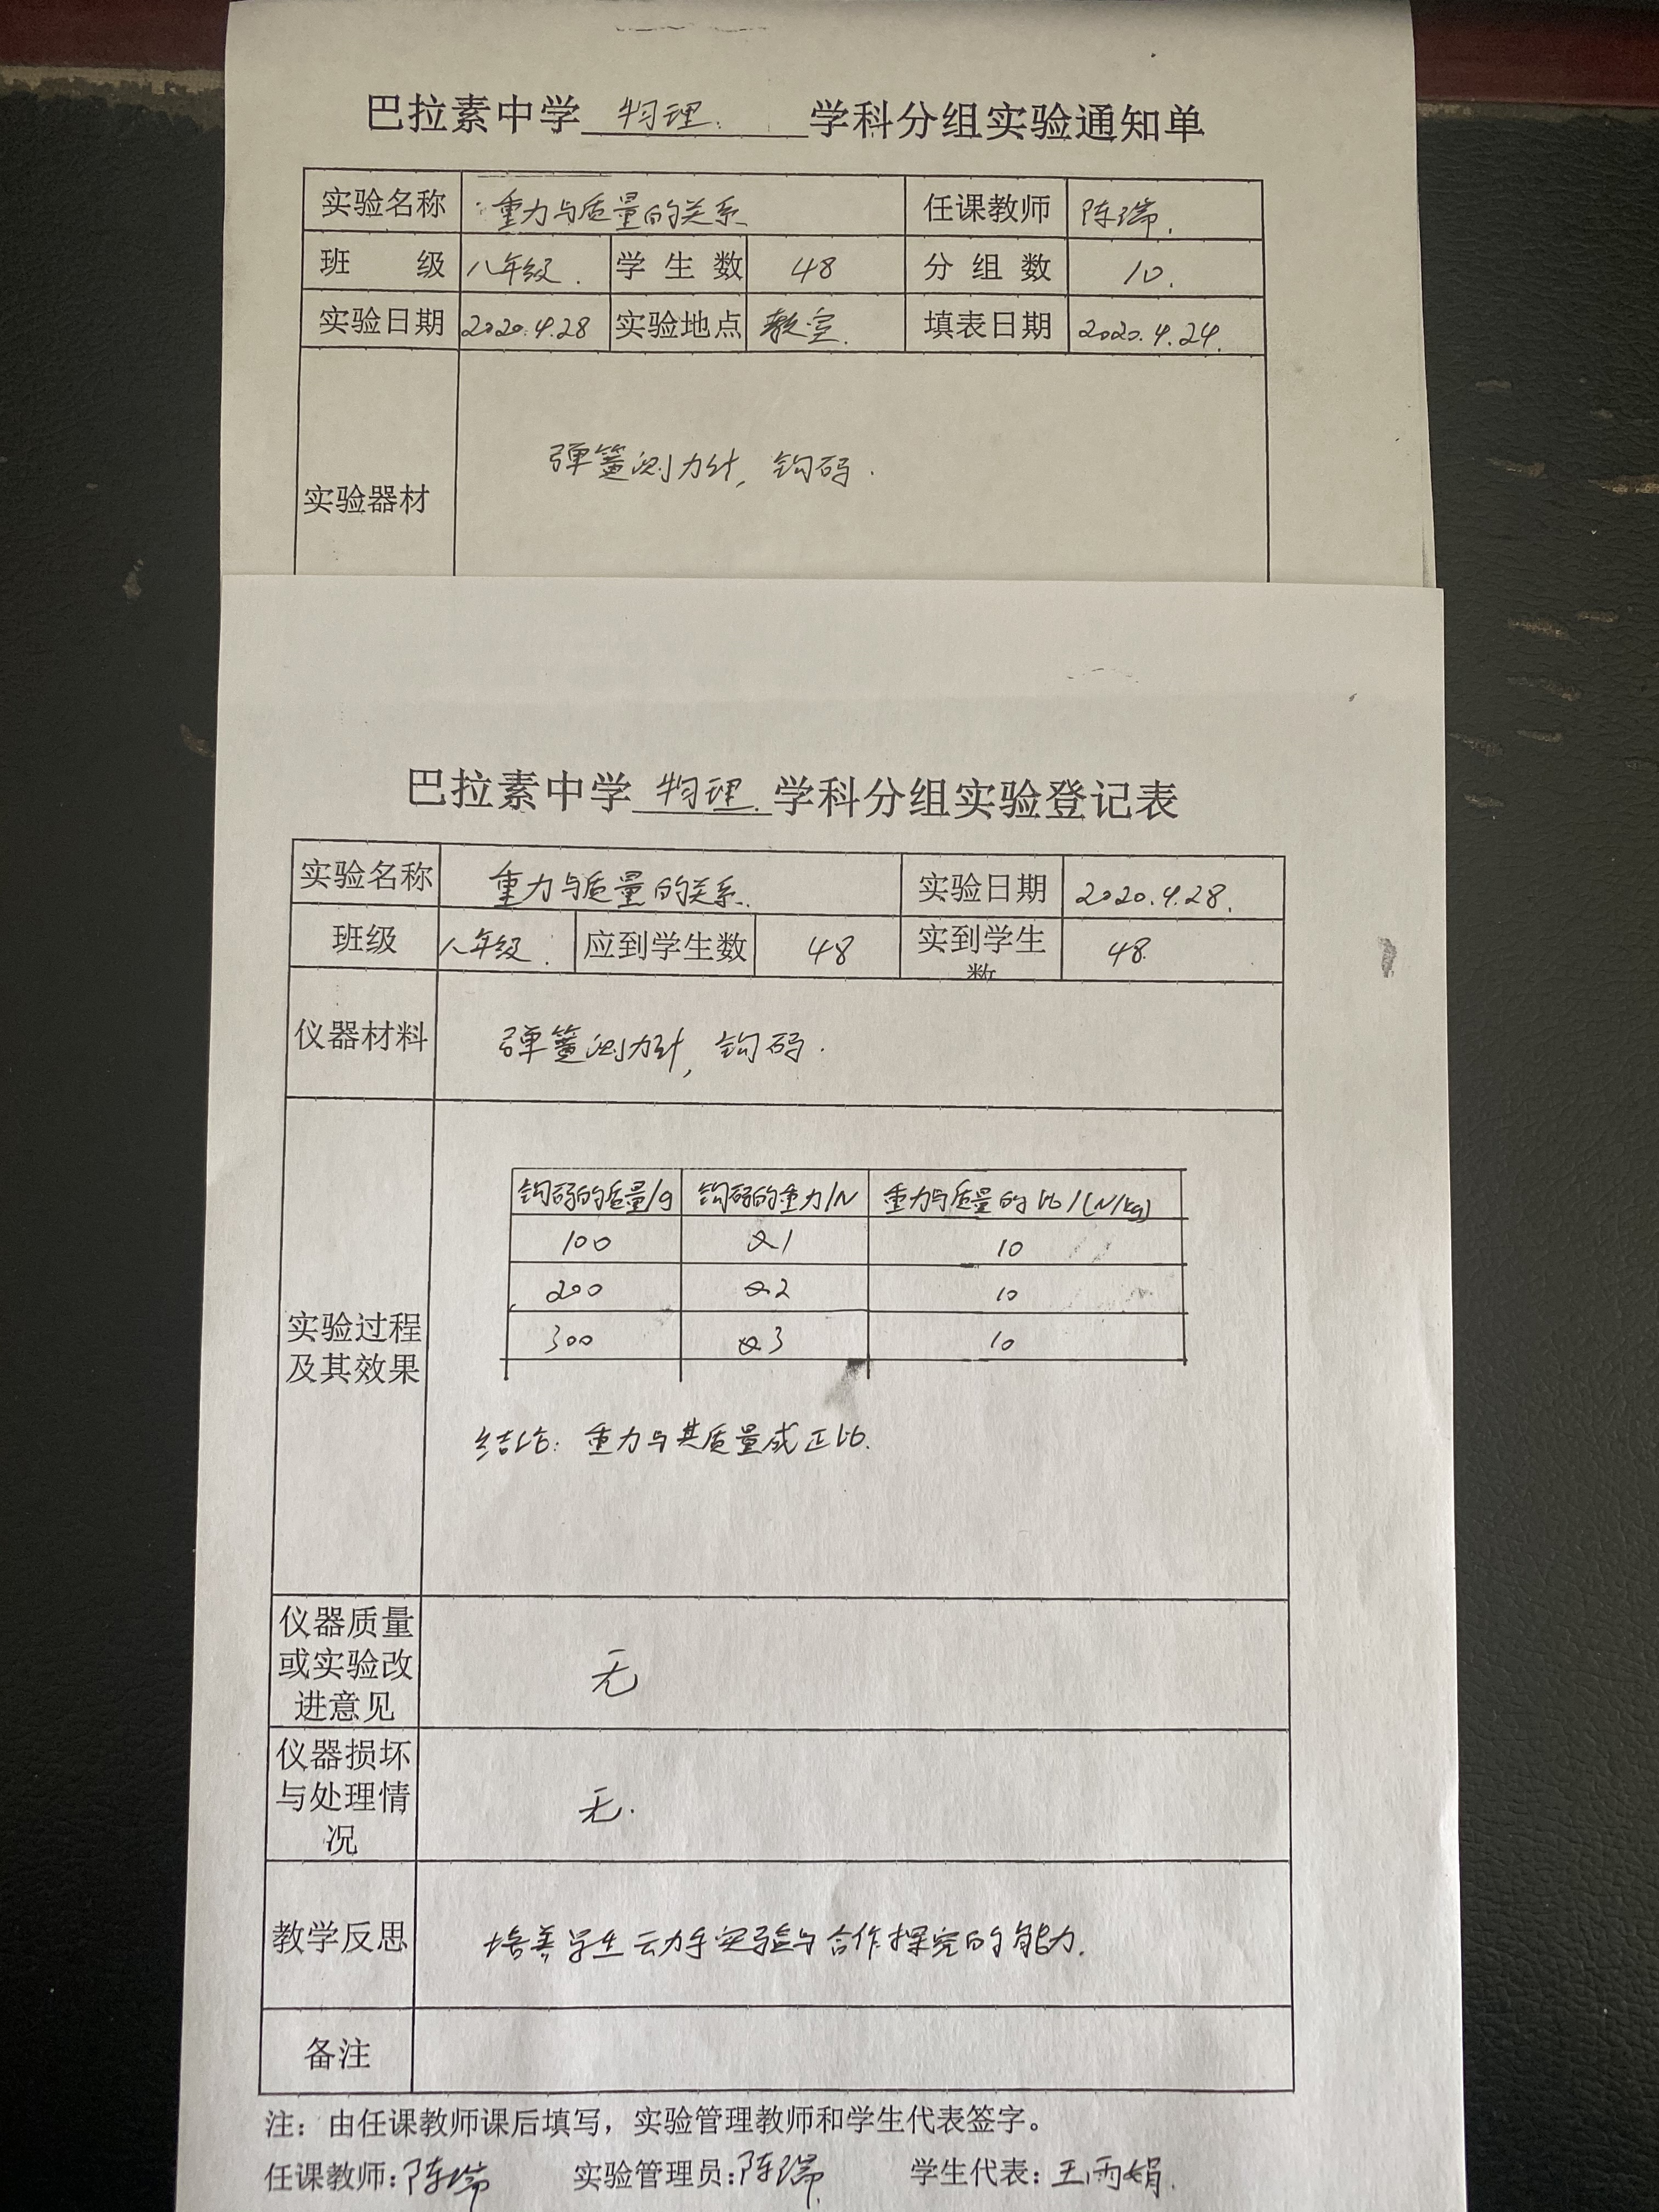 巴拉素中学 物理. 学科分组实验通知单
实验名称 重力与质量的关系 任课教师 陈瑞.
班级 八年级. 学生数 48 分组数 10.
实验日期 2020.4.28 实验地点 教室. 填表日期 2020.4.24.
弹簧测力计, 钩码.
实验器材
巴拉素中学 物理. 学科分组实验登记表
实验名称 重力与质量的关系. 实验日期 2020.4.28.
班级 八年级. 应到学生数 48 实到学生数 48.
仪器材料 弹簧测力计, 钩码.
钩码的质量/g 钩码的重力/N 重力与质量的比/(N/kg)
100 1 10
200 2 10
300 3 10
实验过程
及其效果
结论: 重力与其质量成正比.
仪器质量
或实验改
进意见
无
仪器损坏
与处理情
况
无.
教学反思 培养学生动手实验与合作探究的能力.
备注
注：由任课教师课后填写，实验管理教师和学生代表签字。
任课教师:陈瑞 实验管理员:陈瑞. 学生代表: 王雨娟.